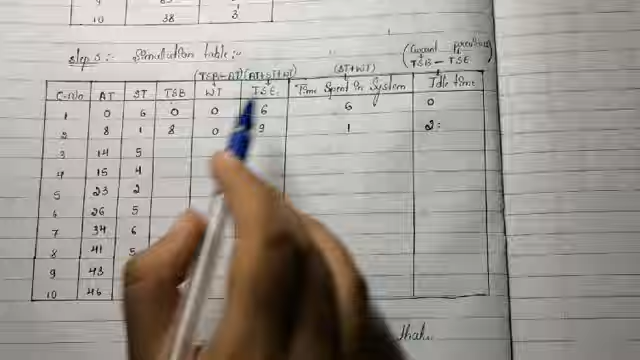 10 38 3
step 5 :- Simulation table :-
(TSB - AT) (AT+ST+WT) (ST+WT) (Current TSB - previous TSE)
C-No AT ST TSB WT TSE Time Spent in System Idle time
1 0 6 0 0 6 6 0
2 8 1 8 0 9 1 2
3 14 5
4 15 4
5 23 2
6 26 5
7 34 6
8 41 5
9 43
10 46